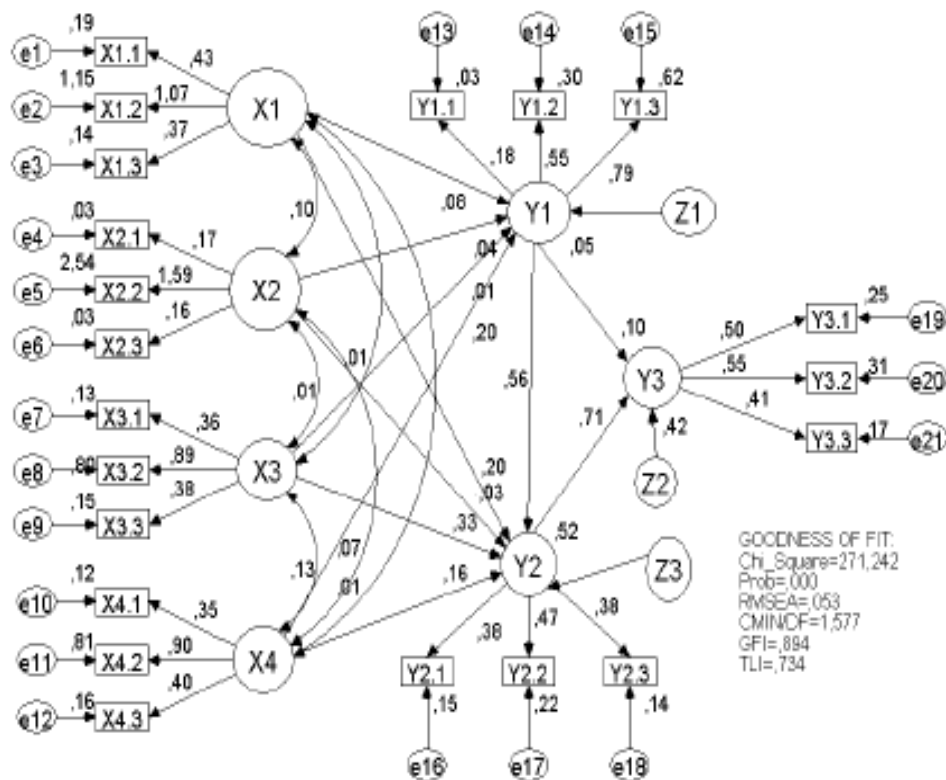 ,19
e1
X1.1
,43
1,15
e2
X1.2
1,07
,14
e3
X1.3
,37
X1
,10
,03
e4
X2.1
,17
2,54
e5
X2.2
1,59
,03
e6
X2.3
,16
X2
,01
,01
,13
e7
X3.1
,36
,80
e8
X3.2
,89
,15
e9
X3.3
,38
X3
,13
,07
,01
,12
e10
X4.1
,35
,81
e11
X4.2
,90
,16
e12
X4.3
,40
X4
e13
e14
e15
,03
,30
,62
Y1.1
Y1.2
Y1.3
,18
,55
,79
Y1
,05
Z1
,08
,04
,01
,20
,56
,10
,71
Y3
,42
Z2
,50
Y3.1
,25
e19
,55
Y3.2
,31
e20
,41
Y3.3
,17
e21
,20
,03
,33
,16
Y2
,52
Z3
,38
,47
,38
Y2.1
Y2.2
Y2.3
,15
,22
,14
e16
e17
e18
GOODNESS OF FIT:
Chi_Square=271,242
Prob=,000
RMSEA=,053
CMIN/DF=1,577
GFI=,894
TLI=,734